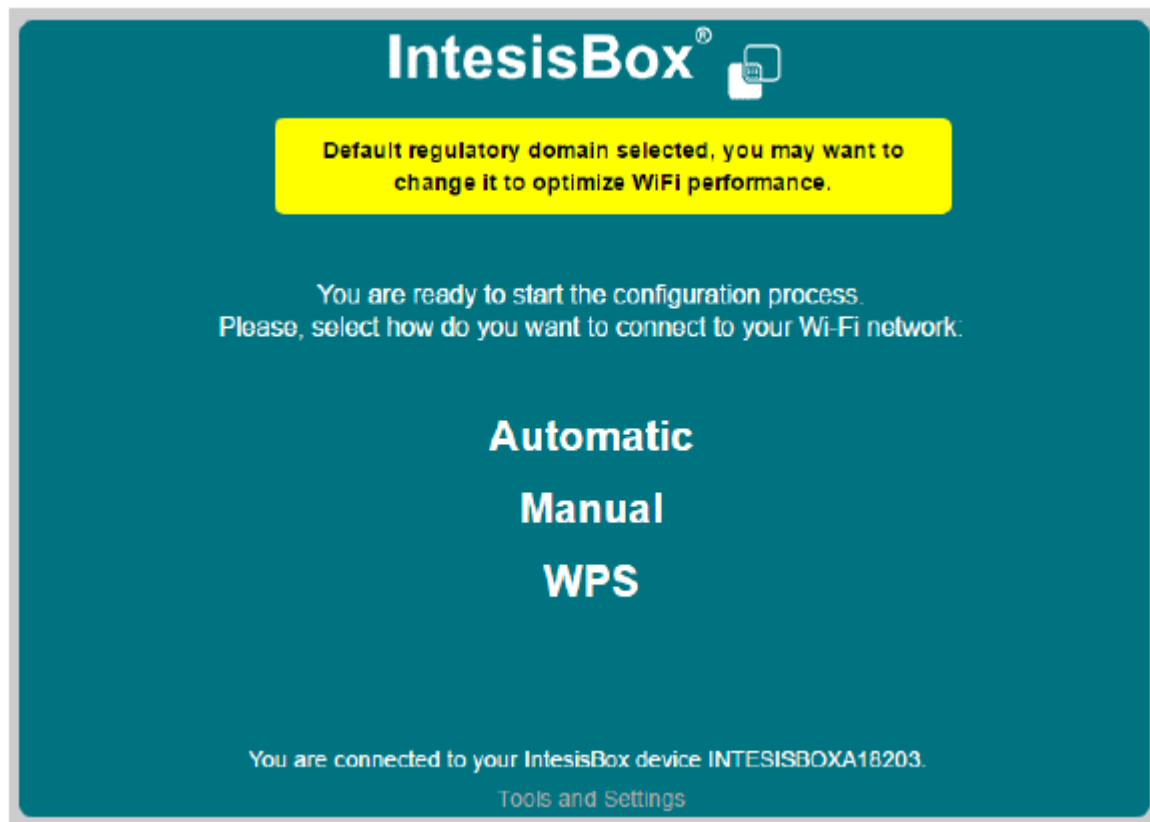 IntesisBox®
Default regulatory domain selected, you may want to
change it to optimize WiFi performance.
You are ready to start the configuration process.
Please, select how do you want to connect to your Wi-Fi network:
Automatic
Manual
WPS
You are connected to your IntesisBox device INTESISBOXA18203.
Tools and Settings